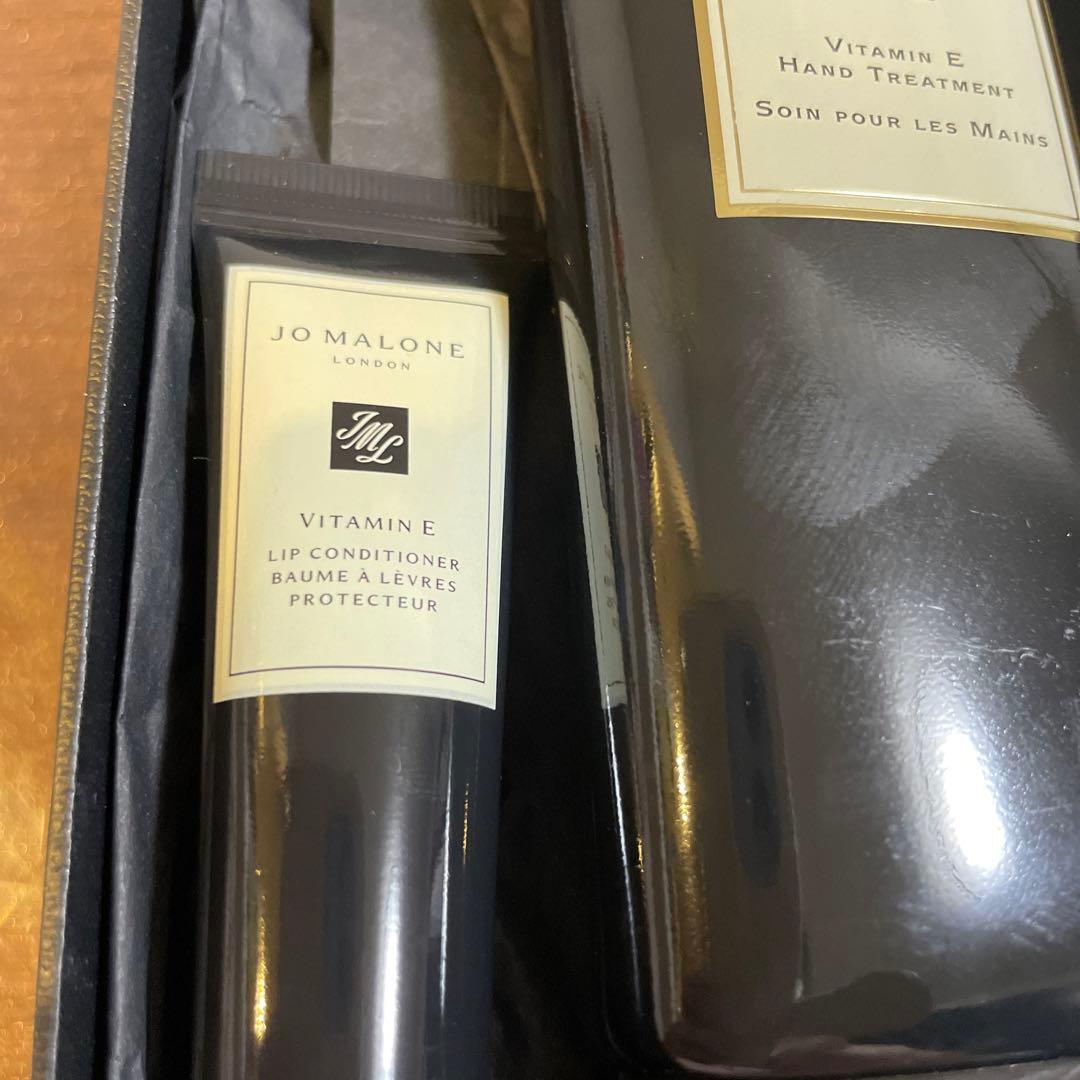 JO MALONE
LONDON
JML
VITAMIN E
LIP CONDITIONER
BAUME À LÈVRES
PROTECTEUR
VITAMIN E
HAND TREATMENT
SOIN POUR LES MAINS